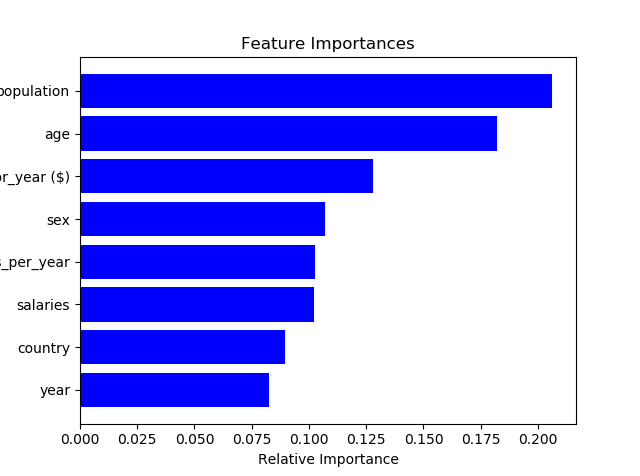 Feature Importances
population
age
or_year ($)
sex
s_per_year
salaries
country
year
0.000 0.025 0.050 0.075 0.100 0.125 0.150 0.175 0.200
Relative Importance